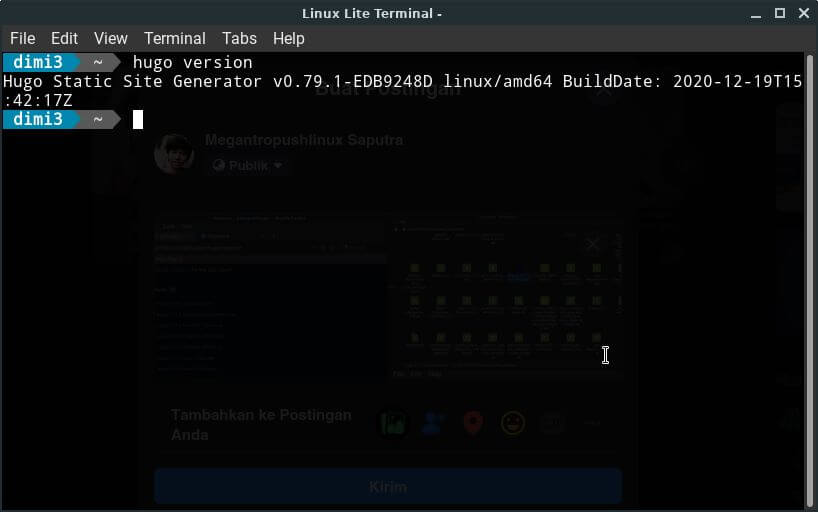 Linux Lite Terminal -
File Edit View Terminal Tabs Help
dimi3 ~ hugo version
Hugo Static Site Generator v0.79.1-EDB9248D linux/amd64 BuildDate: 2020-12-19T15
:42:17Z
dimi3 ~
Buat Postingan
Megantropushlinux Saputra
Publik
Tambahkan ke Postingan
Anda
Kirim